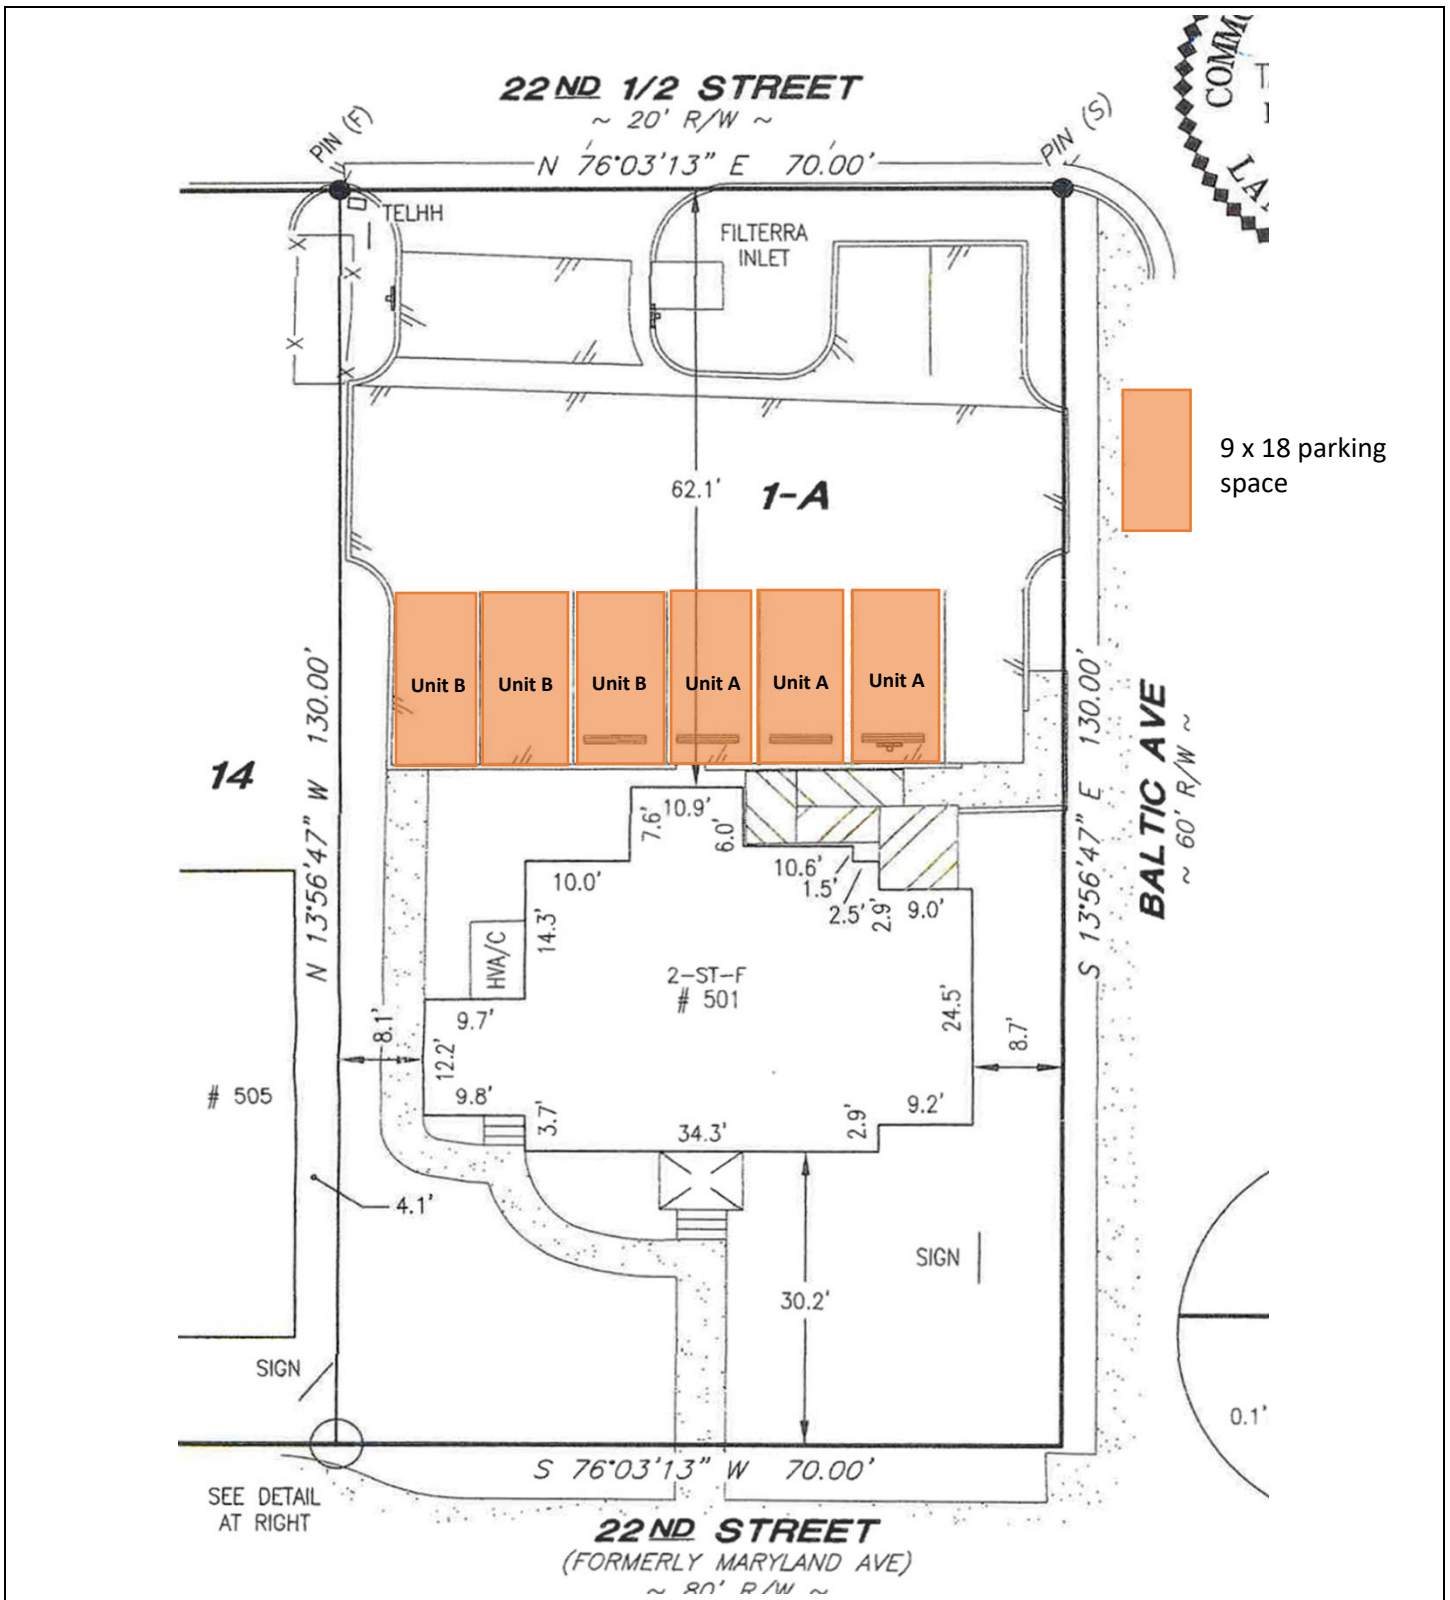 COMM
LA
22ND 1/2 STREET
~ 20' R/W ~
PIN (F)
PIN (S)
N 76°03'13" E 70.00'
TELHH
FILTERRA
INLET
X
X
X
X
9 x 18 parking
space
62.1'
1-A
Unit B
Unit B
Unit B
Unit A
Unit A
Unit A
N 13°56'47" W 130.00'
S 13°56'47" E 130.00'
BALTIC AVE
~ 60' R/W ~
14
7.6'
10.9'
6.0'
10.0'
10.6'
1.5'
2.5'
2.9'
9.0'
14.3'
HVA/C
2-ST-F
# 501
24.5'
8.1'
9.7'
12.2'
9.8'
3.7'
34.3'
2.9'
9.2'
8.7'
# 505
4.1'
SIGN
30.2'
SIGN
0.1'
S 76°03'13" W 70.00'
SEE DETAIL
AT RIGHT
22ND STREET
(FORMERLY MARYLAND AVE)
~ 80' R/W ~